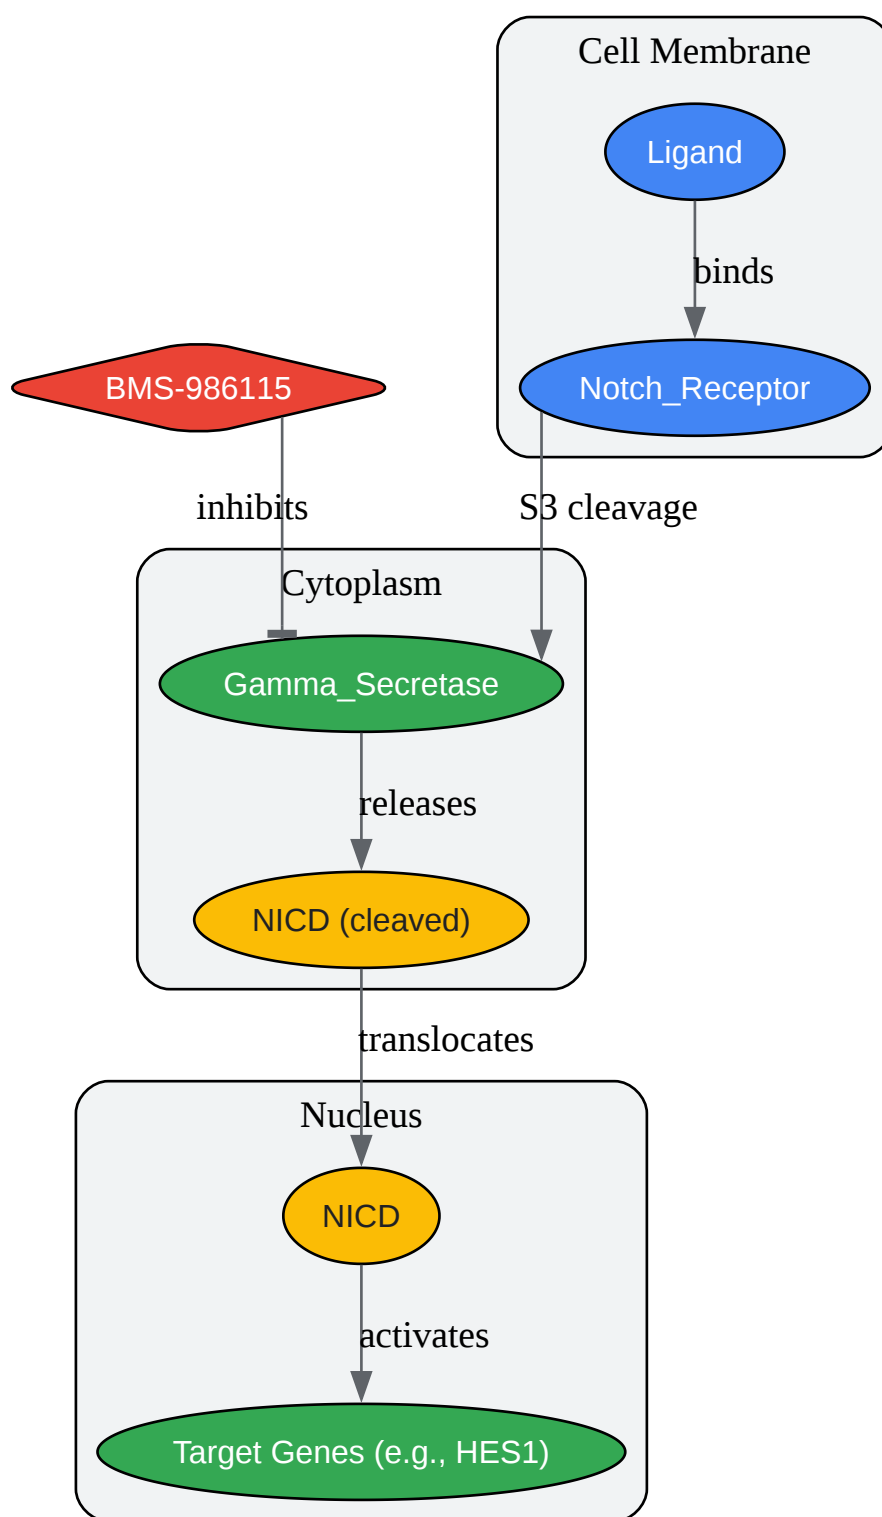 Cell Membrane
Ligand
binds
BMS-986115
Notch_Receptor
inhibits
S3 cleavage
Cytoplasm
Gamma_Secretase
releases
NICD (cleaved)
translocates
Nucleus
NICD
activates
Target Genes (e.g., HES1)